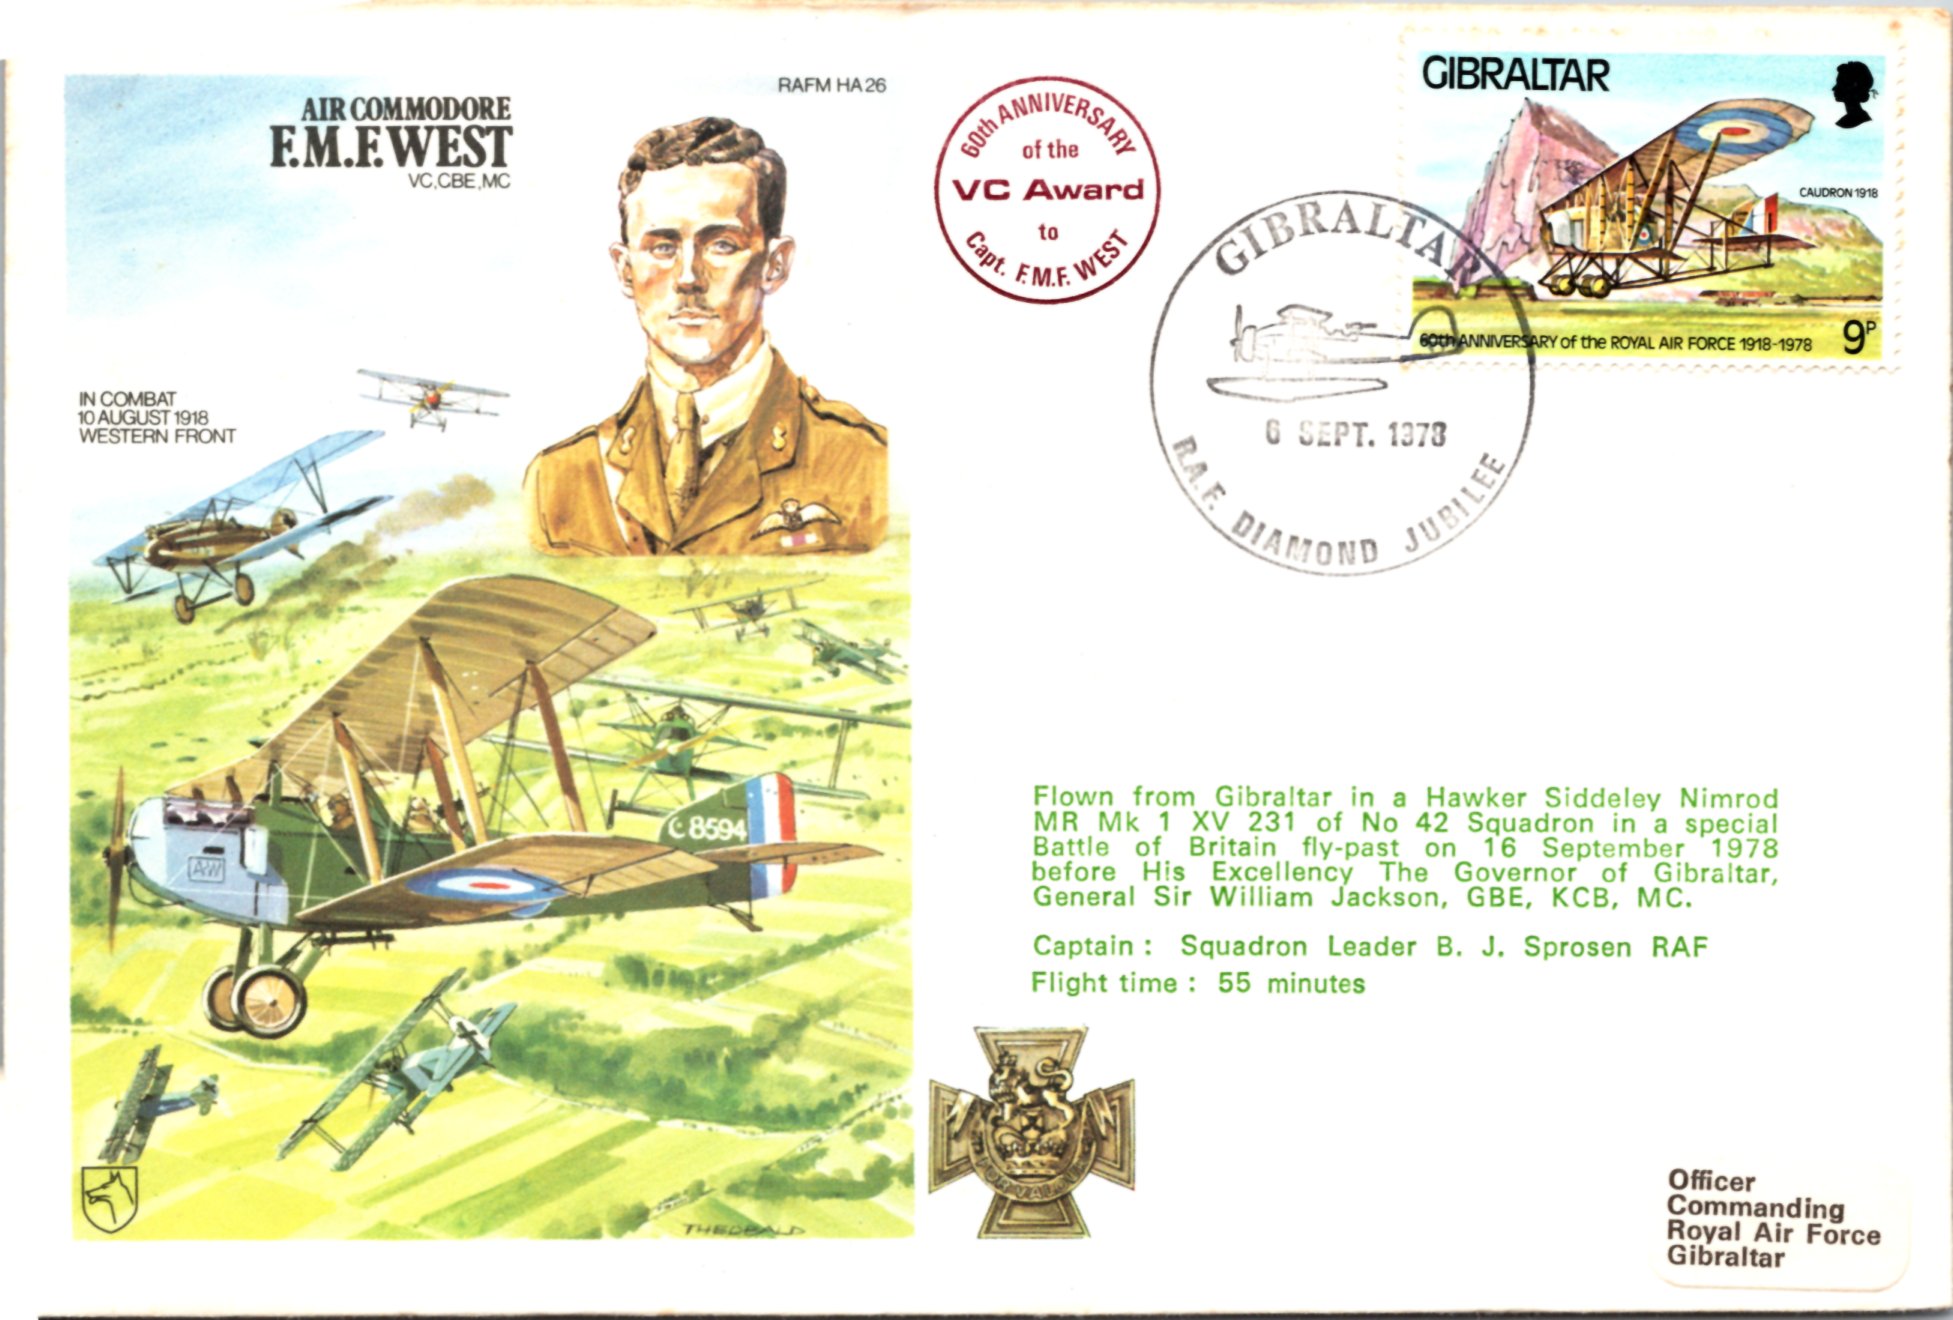 AIR COMMODORE
F.M.F. WEST
VC, CBE, MC
RAFM HA26
IN COMBAT
10 AUGUST 1918
WESTERN FRONT
C8594
A-W
THEOBALD
60th ANNIVERSARY
of the
VC Award
to
Capt. F.M.F. WEST
GIBRALTAR
6 SEPT. 1978
R.A.F. DIAMOND JUBILEE
GIBRALTAR
CAUDRON 1918
60th ANNIVERSARY of the ROYAL AIR FORCE 1918-1978
9P
Flown from Gibraltar in a Hawker Siddeley Nimrod
MR Mk 1 XV 231 of No 42 Squadron in a special
Battle of Britain fly-past on 16 September 1978
before His Excellency The Governor of Gibraltar,
General Sir William Jackson, GBE, KCB, MC.
Captain : Squadron Leader B. J. Sprosen RAF
Flight time : 55 minutes
FOR VALOUR
Officer
Commanding
Royal Air Force
Gibraltar